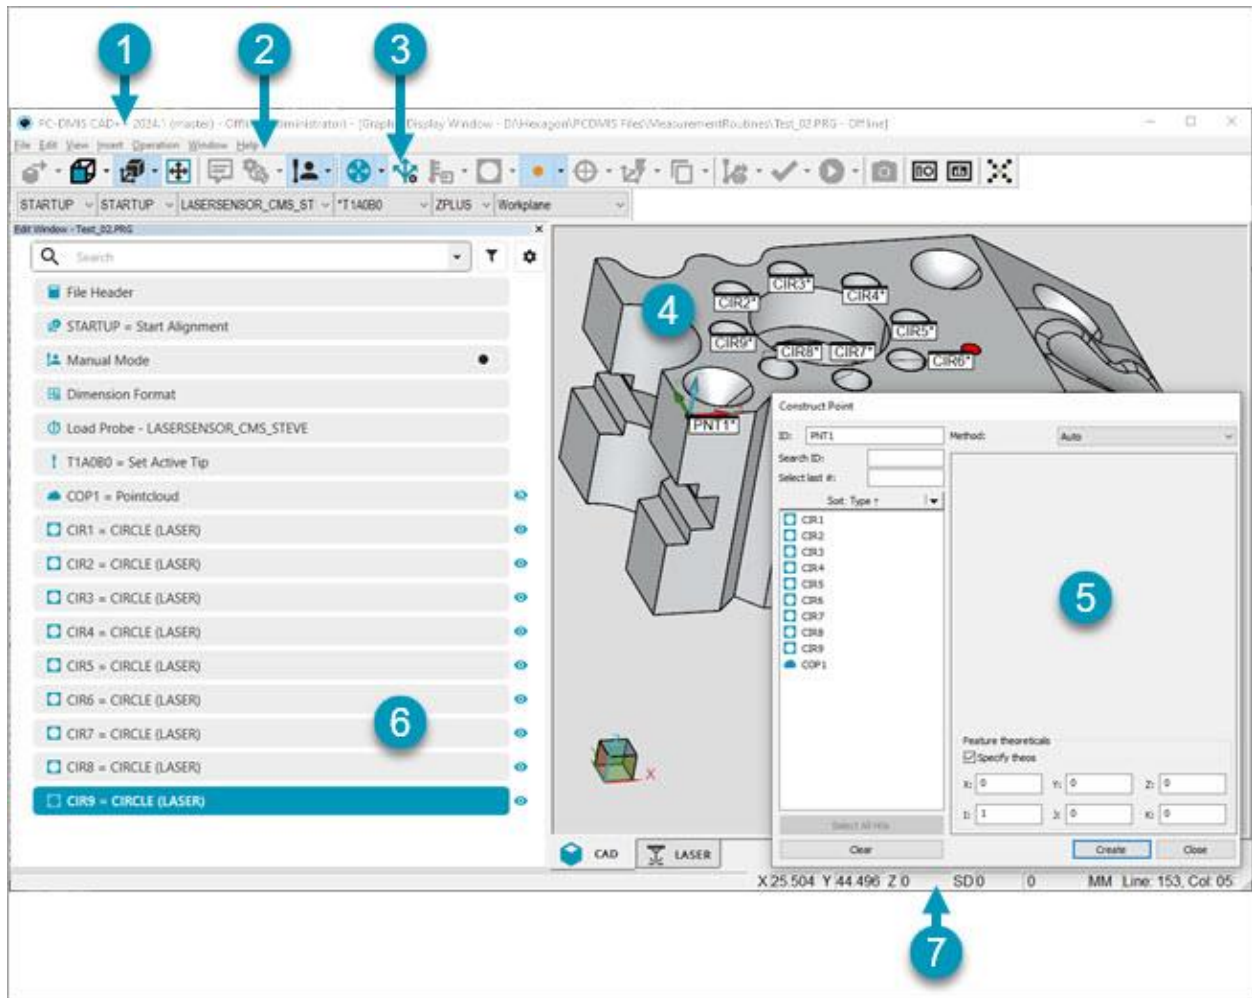 1
2
3
PC-DMIS CAD++ 2024.1 (master) - Offline Administrator) - [Graphic Display Window - D:\Hexagon\PCDMIS Files\MeasurementRoutines\Test_02.PRG - Offline]
File Edit View Insert Operation Window Help
STARTUP STARTUP LASERSENSOR_CMS_ST *T1A0B0 ZPLUS Workplane
Edit Window - Test_02.PRG
Search
File Header
STARTUP = Start Alignment
Manual Mode
Dimension Format
Load Probe - LASERSENSOR_CMS_STEVE
T1A0B0 = Set Active Tip
COP1 = Pointcloud
CIR1 = CIRCLE (LASER)
CIR2 = CIRCLE (LASER)
CIR3 = CIRCLE (LASER)
CIR4 = CIRCLE (LASER)
CIR5 = CIRCLE (LASER)
CIR6 = CIRCLE (LASER)
CIR7 = CIRCLE (LASER)
CIR8 = CIRCLE (LASER)
CIR9 = CIRCLE (LASER)
6
4
CIR3*
CIR2*
CIR4*
CIR5*
CIR9*
CIR8*
CIR7*
CIR6*
PNT1*
X
Construct Point
ID: PNT1
Method: Auto
Search ID:
Select last #:
Sort: Type ↑
CIR1
CIR2
CIR3
CIR4
CIR5
CIR6
CIR7
CIR8
CIR9
COP1
5
Feature theoreticals
Specify theos
X: 0 Y: 0 Z: 0
I: 1 J: 0 K: 0
Select All Hits
Clear
Create Close
CAD LASER
X 25.504 Y 44.496 Z 0 SD 0 0 MM Line: 153, Col: 05
7